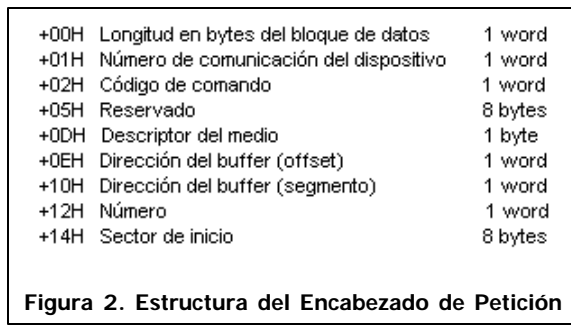 +00H Longitud en bytes del bloque de datos 1 word
+01H Número de comunicación del dispositivo 1 word
+02H Código de comando 1 word
+05H Reservado 8 bytes
+0DH Descriptor del medio 1 byte
+0EH Dirección del buffer (offset) 1 word
+10H Dirección del buffer (segmento) 1 word
+12H Número 1 word
+14H Sector de inicio 8 bytes
Figura 2. Estructura del Encabezado de Petición